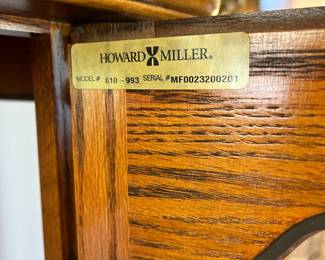 HOWARD MILLER®
MODEL # 610-993 SERIAL # MF0023200201